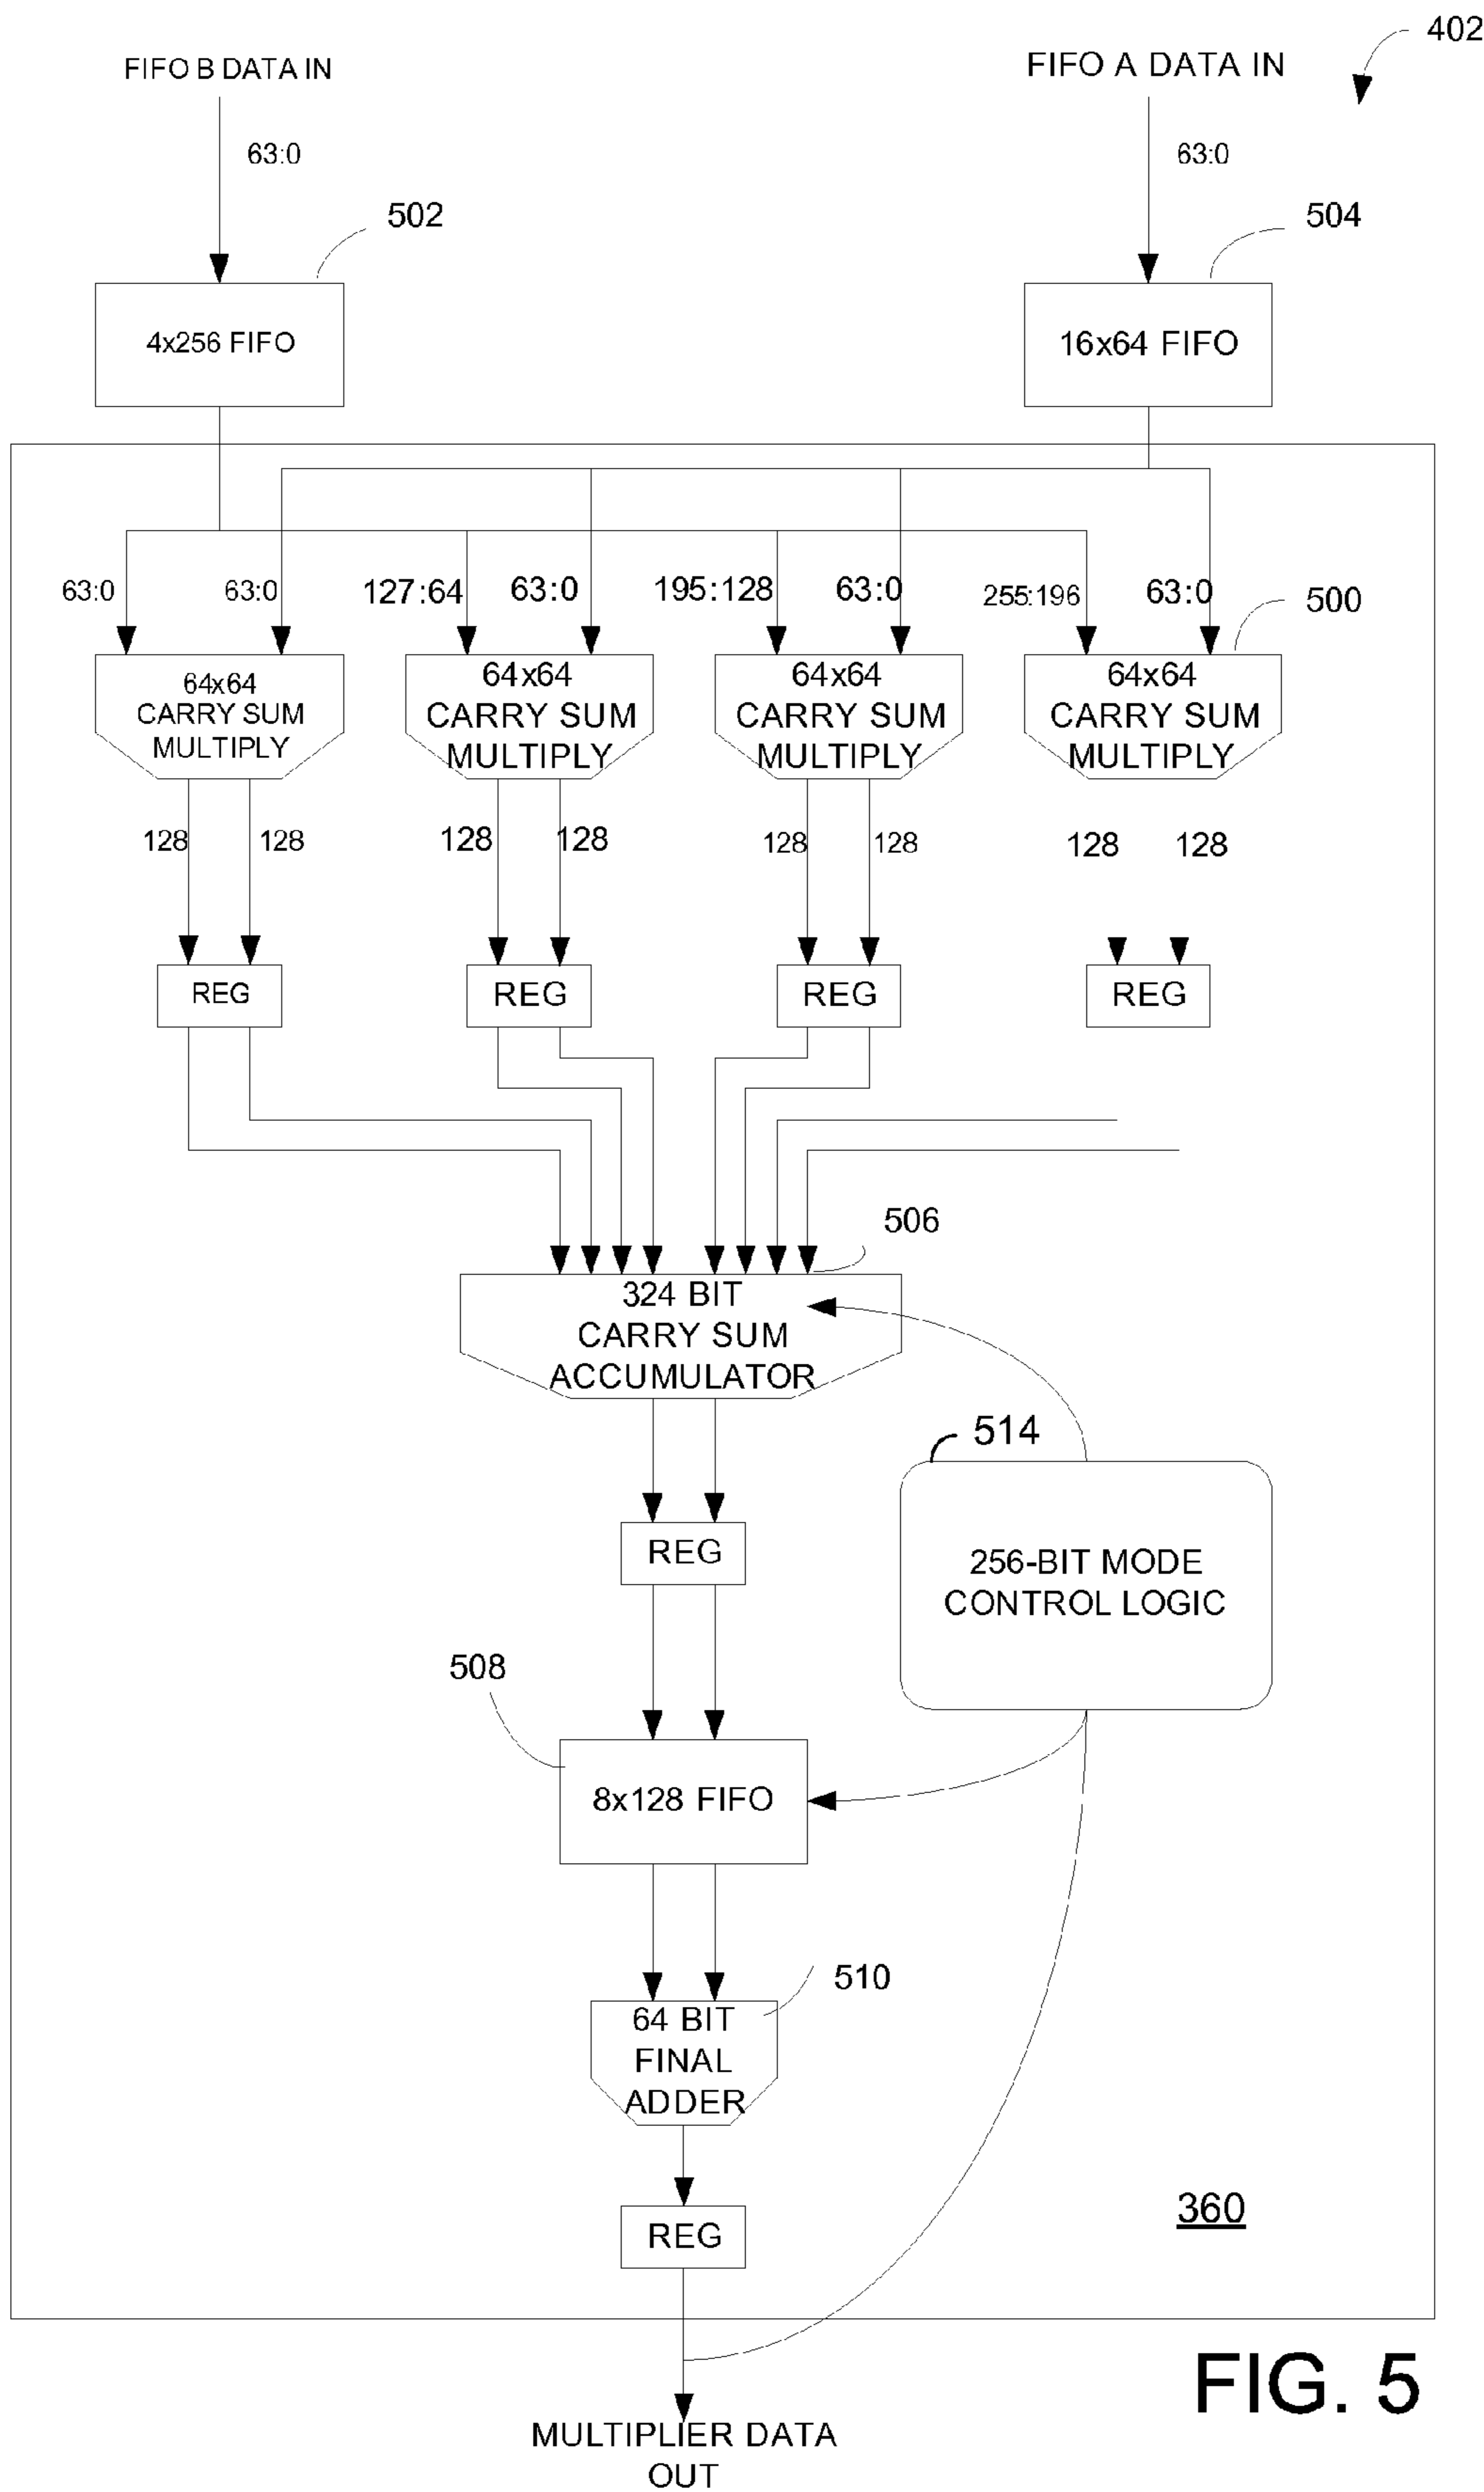 402
FIFO B DATA IN
FIFO A DATA IN
63:0
63:0
502
504
4x256 FIFO
16x64 FIFO
63:0
63:0
127:64
63:0
195:128
63:0
255:196
63:0
500
64x64
CARRY SUM
MULTIPLY
64x64
CARRY SUM
MULTIPLY
64x64
CARRY SUM
MULTIPLY
64x64
CARRY SUM
MULTIPLY
128
128
128
128
128
128
128
128
REG
REG
REG
REG
506
324 BIT
CARRY SUM
ACCUMULATOR
514
REG
256-BIT MODE
CONTROL LOGIC
508
8x128 FIFO
510
64 BIT
FINAL
ADDER
REG
360
FIG. 5
MULTIPLIER DATA
OUT